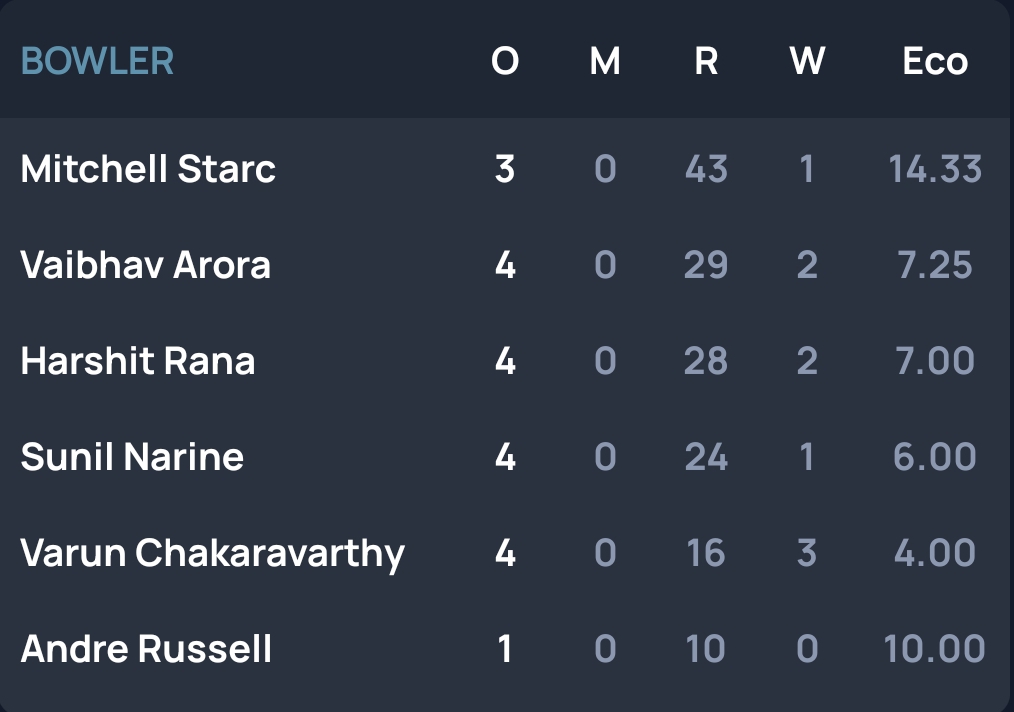 BOWLER O M R W Eco
Mitchell Starc 3 0 43 1 14.33
Vaibhav Arora 4 0 29 2 7.25
Harshit Rana 4 0 28 2 7.00
Sunil Narine 4 0 24 1 6.00
Varun Chakaravarthy 4 0 16 3 4.00
Andre Russell 1 0 10 0 10.00